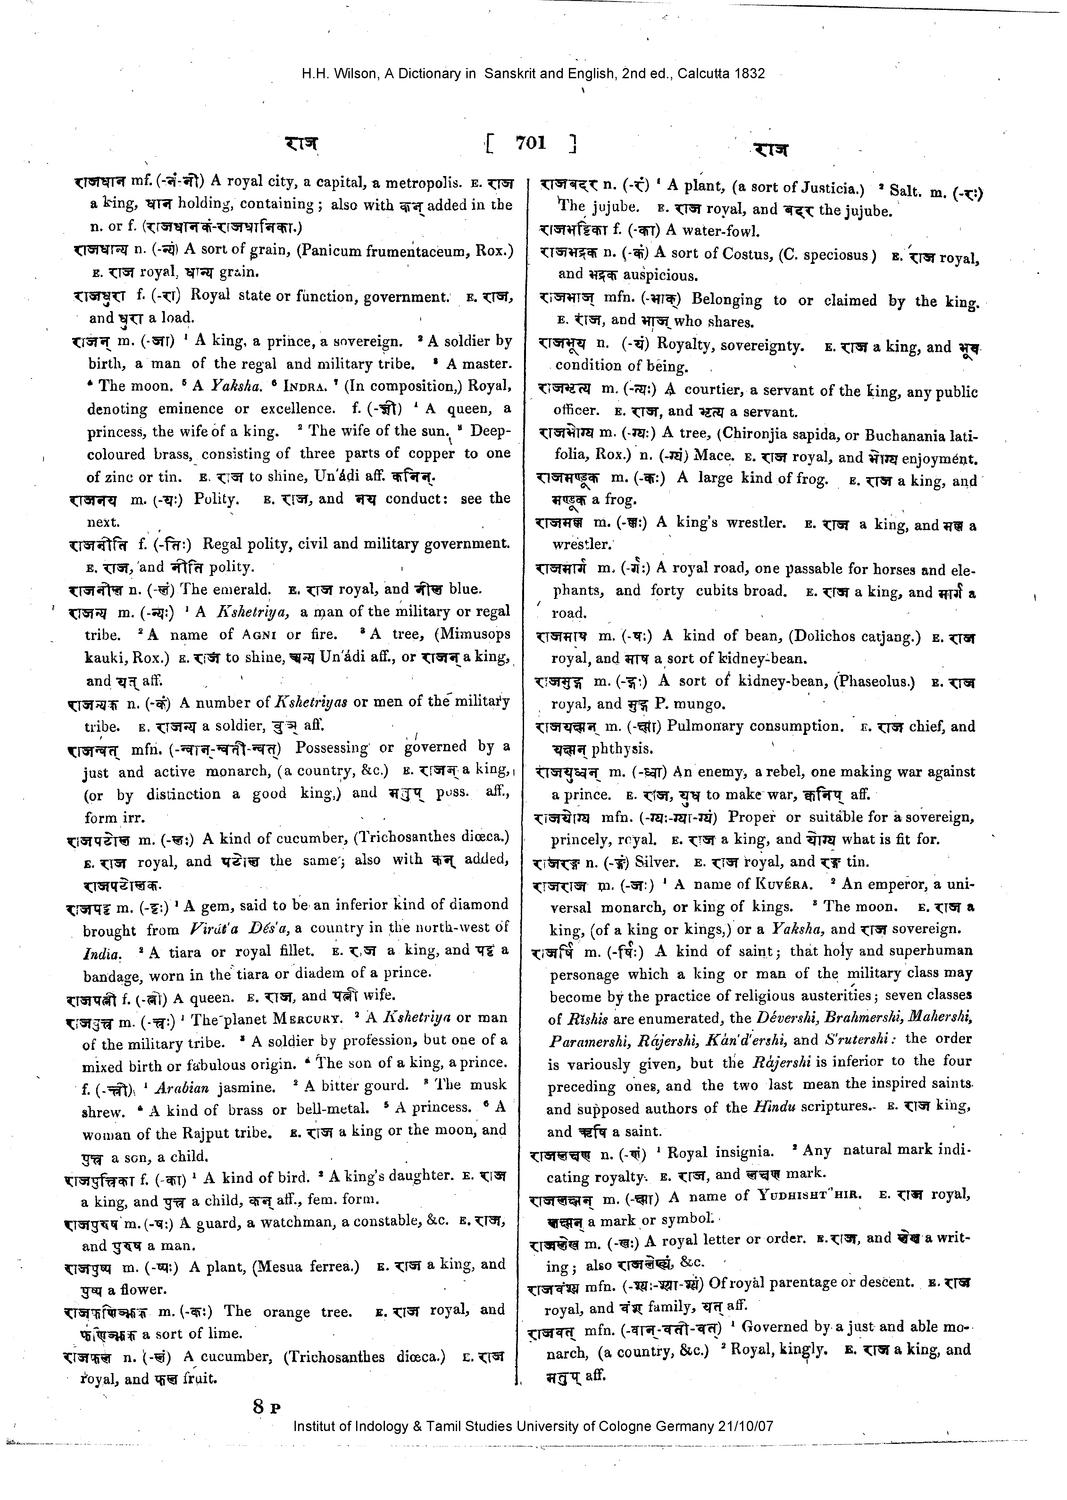 H.H. Wilson, A Dictionary in Sanskrit and English, 2nd ed., Calcutta 1832
राज [ 701 ] राज
राजधान mf. (-नं-नी) A royal city, a capital, a metropolis. E. राज
a king, धान holding, containing; also with कन् added in the
n. or f. (राजधानकं-राजधानिका.)
राजधान्य n. (-न्यं) A sort of grain, (Panicum frumentaceum, Rox.)
E. राज royal, धान्य grain.
राजधुरा f. (-रा) Royal state or function, government. E. राज,
and धुरा a load.
राजन् m. (-जा) ¹ A king, a prince, a sovereign. ² A soldier by
birth, a man of the regal and military tribe. ³ A master.
⁴ The moon. ⁵ A Yaksha. ⁶ INDRA. ⁷ (In composition,) Royal,
denoting eminence or excellence. f. (-ज्ञी) ¹ A queen, a
princess, the wife of a king. ² The wife of the sun. ³ Deep-
coloured brass, consisting of three parts of copper to one
of zinc or tin. E. राज to shine, Un'ádi aff. कनिन्.
राजनय m. (-यः) Polity. E. राज, and नय conduct: see the
next.
राजनीति f. (-तिः) Regal polity, civil and military government.
E. राज, and नीति polity.
राजनील n. (-लं) The emerald. E. राज royal, and नील blue.
राजन्य m. (-न्यः) ¹ A Kshetriya, a man of the military or regal
tribe. ² A name of AGNI or fire. ³ A tree, (Mimusops
kauki, Rox.) E. राज to shine, अन्य Un'ádi aff., or राजन् a king,
and यत् aff.
राजन्यक n. (-कं) A number of Kshetriyas or men of the military
tribe. E. राजन्य a soldier, वुञ् aff.
राजन्वत् mfn. (-न्वान्-न्वती-न्वत्) Possessing or governed by a
just and active monarch, (a country, &c.) E. राजन् a king,
(or by distinction a good king,) and मतुप् poss. aff.,
form irr.
राजपटोल m. (-लः) A kind of cucumber, (Trichosanthes diœca.)
E. राज royal, and पटोल the same; also with कन् added,
राजपटोलक.
राजपट्ट m. (-ट्टः) ¹ A gem, said to be an inferior kind of diamond
brought from Virát'a Dés'a, a country in the north-west of
India. ² A tiara or royal fillet. E. राज a king, and पट्ट a
bandage, worn in the tiara or diadem of a prince.
राजपत्नी f. (-त्नी) A queen. E. राज, and पत्नी wife.
राजपुत्त्र m. (-त्त्रः) ¹ The planet MERCURY. ² A Kshetriya or man
of the military tribe. ³ A soldier by profession, but one of a
mixed birth or fabulous origin. ⁴ The son of a king, a prince.
f. (-त्त्री) ¹ Arabian jasmine. ² A bitter gourd. ³ The musk
shrew. ⁴ A kind of brass or bell-metal. ⁵ A princess. ⁶ A
woman of the Rajput tribe. E. राज a king or the moon, and
पुत्त्र a son, a child.
राजपुत्त्रिका f. (-का) ¹ A kind of bird. ² A king's daughter. E. राज
a king, and पुत्त्र a child, कन् aff., fem. form.
राजपुरुष m. (-षः) A guard, a watchman, a constable, &c. E. राज,
and पुरुष a man.
राजपुष्प m. (-ष्पः) A plant, (Mesua ferrea.) E. राज a king, and
पुष्प a flower.
राजफणिज्झक m. (-कः) The orange tree. E. राज royal, and
फणिज्झक a sort of lime.
राजफल n. (-लं) A cucumber, (Trichosanthes diœca.) E. राज
royal, and फल fruit.
राजबदर n. (-रं) ¹ A plant, (a sort of Justicia.) ² Salt. m. (-रः)
The jujube. E. राज royal, and बदर the jujube.
राजभट्टिका f. (-का) A water-fowl.
राजभद्रक n. (-कं) A sort of Costus, (C. speciosus) E. राज royal,
and भद्रक auspicious.
राजभाज् mfn. (-भाक्) Belonging to or claimed by the king.
E. राज, and भाज् who shares.
राजभूय n. (-यं) Royalty, sovereignty. E. राज a king, and भूय
condition of being.
राजभृत्य m. (-त्यः) A courtier, a servant of the king, any public
officer. E. राज, and भृत्य a servant.
राजभोग्य m. (-ग्यः) A tree, (Chironjia sapida, or Buchanania lati-
folia, Rox.) n. (-ग्यं) Mace. E. राज royal, and भोग्य enjoyment.
राजमण्डूक m. (-कः) A large kind of frog. E. राज a king, and
मण्डूक a frog.
राजमल्ल m. (-ल्लः) A king's wrestler. E. राज a king, and मल्ल a
wrestler.
राजमार्ग m. (-र्गः) A royal road, one passable for horses and ele-
phants, and forty cubits broad. E. राज a king, and मार्ग a
road.
राजमाष m. (-षः) A kind of bean, (Dolichos catjang.) E. राज
royal, and माष a sort of kidney-bean.
राजमुद्ग m. (-द्गः) A sort of kidney-bean, (Phaseolus.) E. राज
royal, and मुद्ग P. mungo.
राजयक्ष्मन् m. (-क्ष्मा) Pulmonary consumption. E. राज chief, and
यक्ष्मन् phthysis.
राजयुध्वन् m. (-ध्वा) An enemy, a rebel, one making war against
a prince. E. राज, युध to make war, क्वनिप् aff.
राजयोग्य mfn. (-ग्यः-ग्या-ग्यं) Proper or suitable for a sovereign,
princely, royal. E. राज a king, and योग्य what is fit for.
राजरङ्ग n. (-ङ्गं) Silver. E. राज royal, and रङ्ग tin.
राजराज m. (-जः) ¹ A name of KUVÉRA. ² An emperor, a uni-
versal monarch, or king of kings. ³ The moon. E. राज a
king, (of a king or kings,) or a Yaksha, and राज sovereign.
राजर्षि m. (-र्षिः) A kind of saint; that holy and superhuman
personage which a king or man of the military class may
become by the practice of religious austerities; seven classes
of Rishis are enumerated, the Dévershi, Brahmershi, Mahershi,
Paramershi, Rájershi, Kán'd'ershi, and S'rutershi: the order
is variously given, but the Rájershi is inferior to the four
preceding ones, and the two last mean the inspired saints
and supposed authors of the Hindu scriptures. E. राज king,
and ऋषि a saint.
राजलक्षण n. (-णं) ¹ Royal insignia. ² Any natural mark indi-
cating royalty. E. राज, and लक्षण mark.
राजलक्ष्मन् m. (-क्ष्मा) A name of YUDHISHT'HIR. E. राज royal,
लक्ष्मन् a mark or symbol.
राजलेख m. (-खः) A royal letter or order. E. राज, and लेख a writ-
ing; also राजलेख्यं, &c.
राजवंश्य mfn. (-श्यः-श्या-श्यं) Of royal parentage or descent. E. राज
royal, and वंश family, यत् aff.
राजवत् mfn. (-वान्-वती-वत्) ¹ Governed by a just and able mo-
narch, (a country, &c.) ² Royal, kingly. E. राज a king, and
मतुप् aff.
8 P
Institut of Indology & Tamil Studies University of Cologne Germany 21/10/07